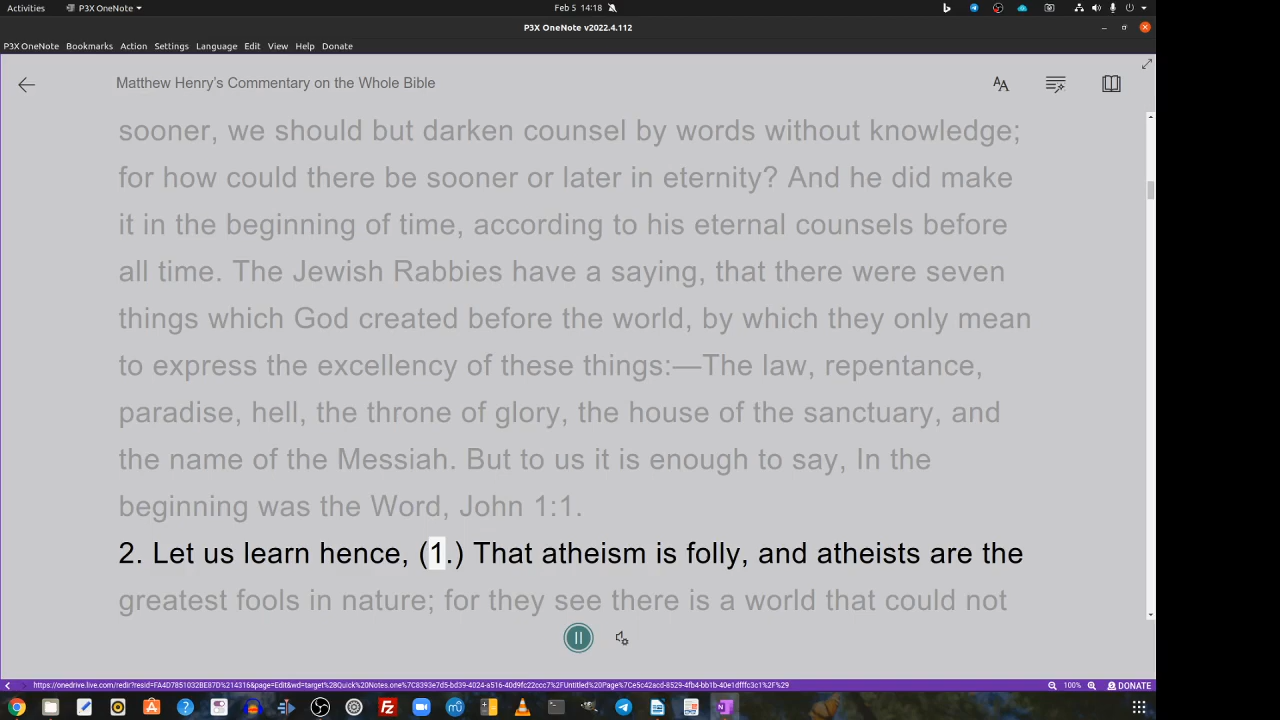 Activities
P3X OneNote
Feb 5 14:18
P3X OneNote v2022.4.112
P3X OneNote Bookmarks Action Settings Language Edit View Help Donate
Matthew Henry's Commentary on the Whole Bible
sooner, we should but darken counsel by words without knowledge;
for how could there be sooner or later in eternity? And he did make
it in the beginning of time, according to his eternal counsels before
all time. The Jewish Rabbies have a saying, that there were seven
things which God created before the world, by which they only mean
to express the excellency of these things:—The law, repentance,
paradise, hell, the throne of glory, the house of the sanctuary, and
the name of the Messiah. But to us it is enough to say, In the
beginning was the Word, John 1:1.
2. Let us learn hence, (1.) That atheism is folly, and atheists are the
greatest fools in nature; for they see there is a world that could not
100%
DONATE